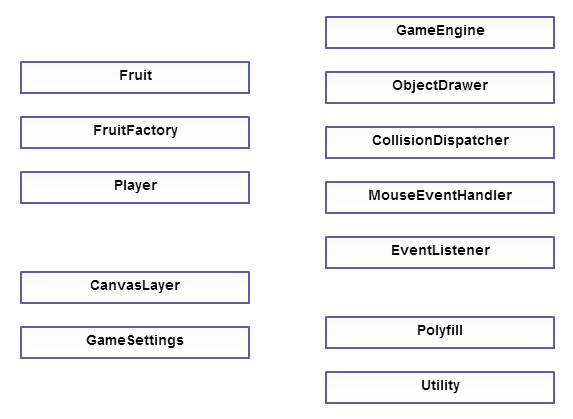 Fruit
FruitFactory
Player
CanvasLayer
GameSettings
GameEngine
ObjectDrawer
CollisionDispatcher
MouseEventHandler
EventListener
Polyfill
Utility